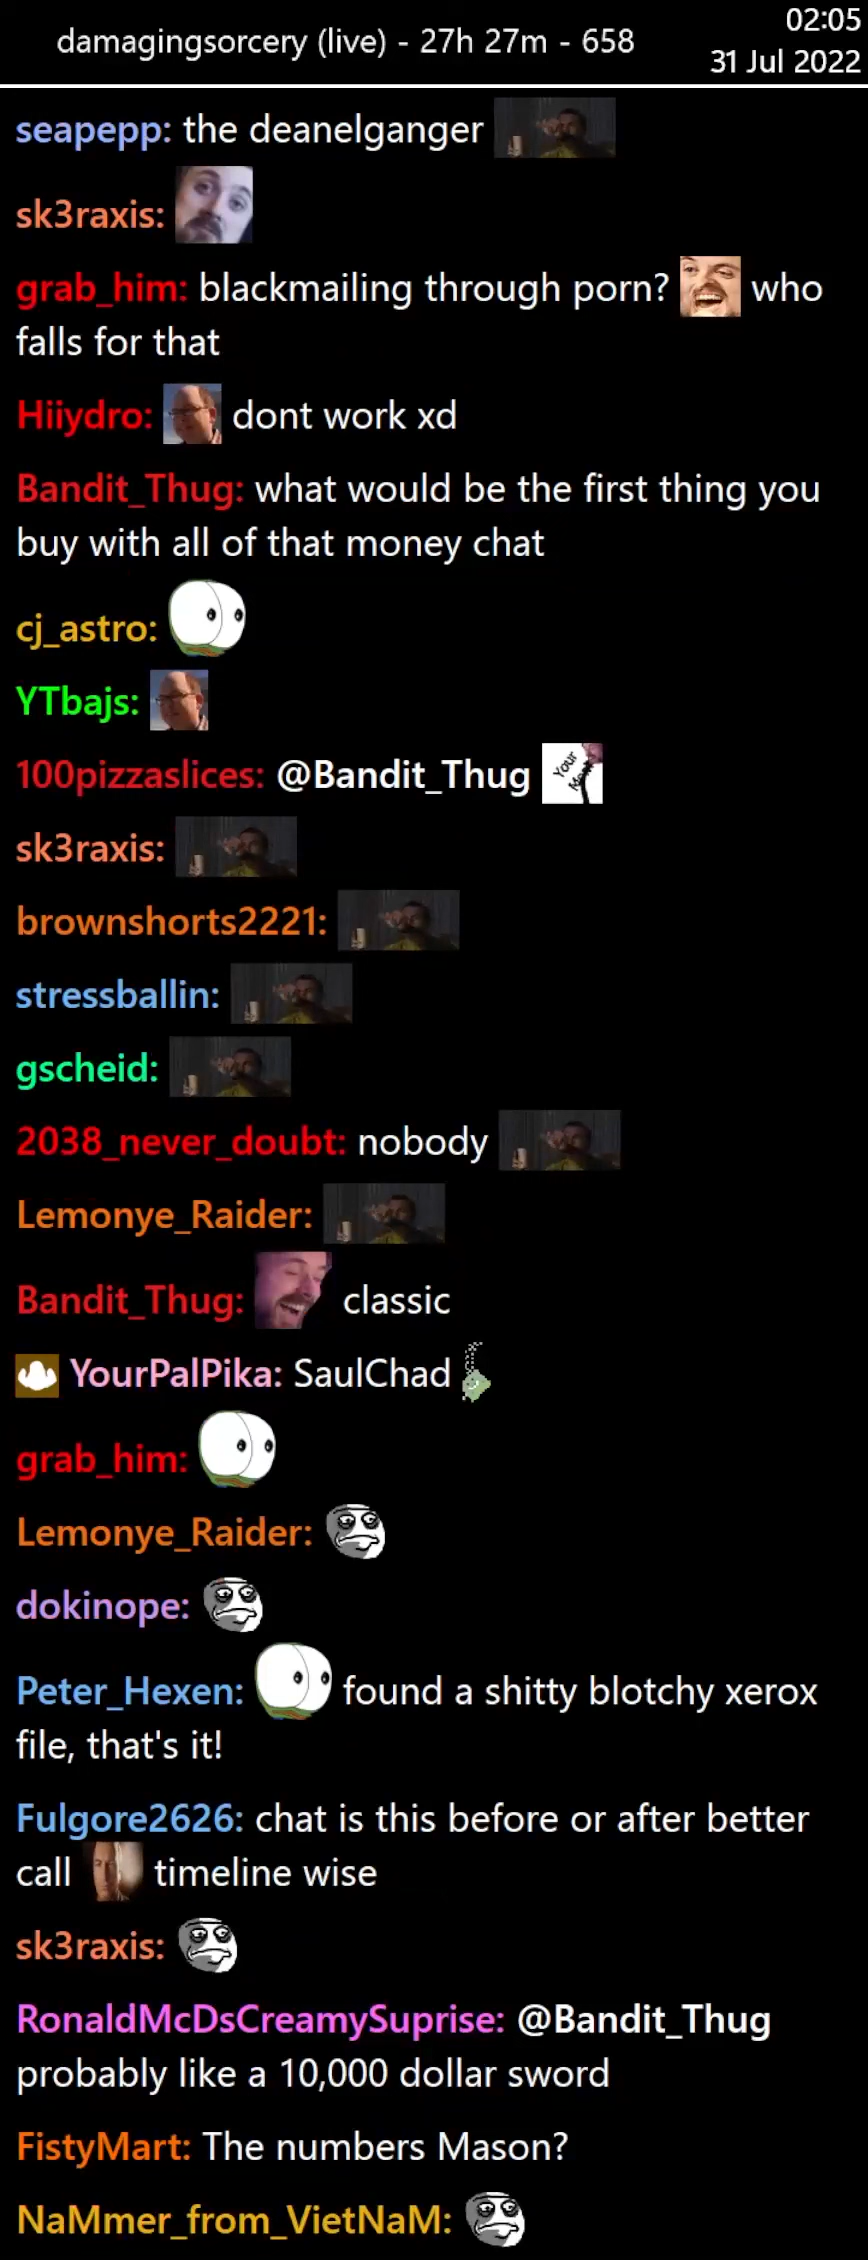 damagingsorcery (live) - 27h 27m - 658
02:05
31 Jul 2022
seapepp: the deanelganger
sk3raxis:
grab_him: blackmailing through porn? who
falls for that
Hiiydro: dont work xd
Bandit_Thug: what would be the first thing you
buy with all of that money chat
cj_astro:
YTbajs:
100pizzaslices: @Bandit_Thug Your Mom
sk3raxis:
brownshorts2221:
stressballin:
gscheid:
2038_never_doubt: nobody
Lemonye_Raider:
Bandit_Thug: classic
YourPalPika: SaulChad
grab_him:
Lemonye_Raider:
dokinope:
Peter_Hexen: found a shitty blotchy xerox
file, that's it!
Fulgore2626: chat is this before or after better
call timeline wise
sk3raxis:
RonaldMcDsCreamySuprise: @Bandit_Thug
probably like a 10,000 dollar sword
FistyMart: The numbers Mason?
NaMmer_from_VietNaM: